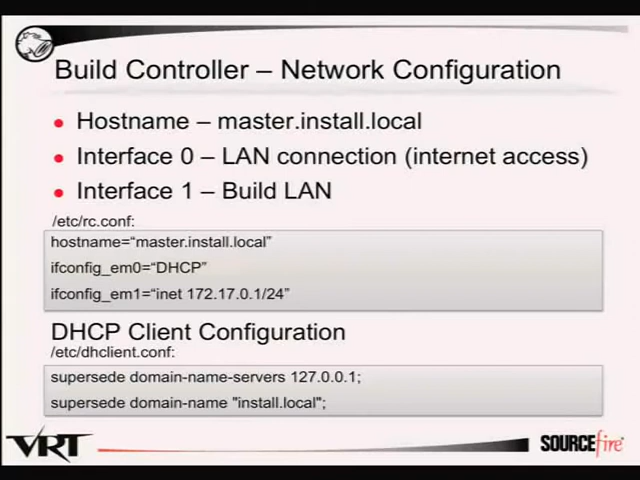 Build Controller – Network Configuration
• Hostname – master.install.local
• Interface 0 – LAN connection (internet access)
• Interface 1 – Build LAN
/etc/rc.conf:
hostname=“master.install.local”
ifconfig_em0=“DHCP”
ifconfig_em1=“inet 172.17.0.1/24”
DHCP Client Configuration
/etc/dhclient.conf:
supersede domain-name-servers 127.0.0.1;
supersede domain-name "install.local";
VRT
SOURCEfire